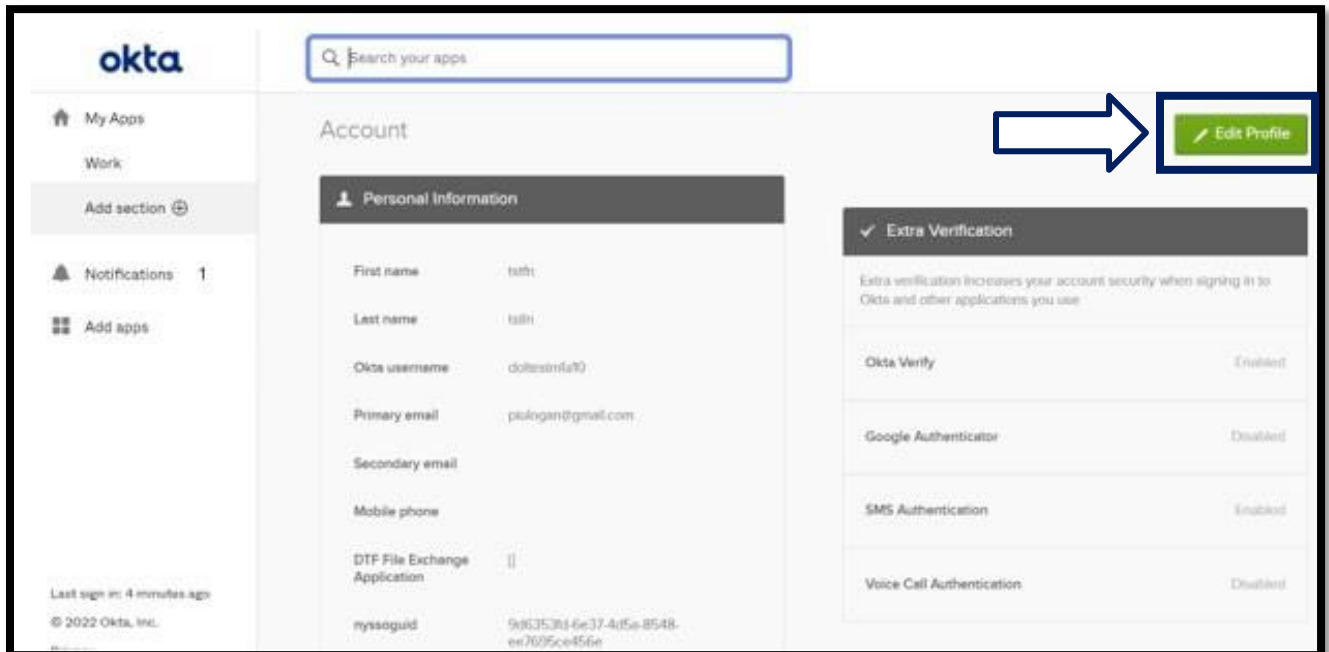 okta
Search your apps
My Apps
Work
Add section
Notifications 1
Add apps
Last sign in: 4 minutes ago
© 2022 Okta, Inc.
Account
Edit Profile
Personal Information
First name
Last name
Okta username
Primary email
Secondary email
Mobile phone
DTF File Exchange
Application
[]
nyssoguid
Extra Verification
Extra verification increases your account security when signing in to
Okta and other applications you use
Okta Verify Enabled
Google Authenticator Disabled
SMS Authentication Enabled
Voice Call Authentication Disabled